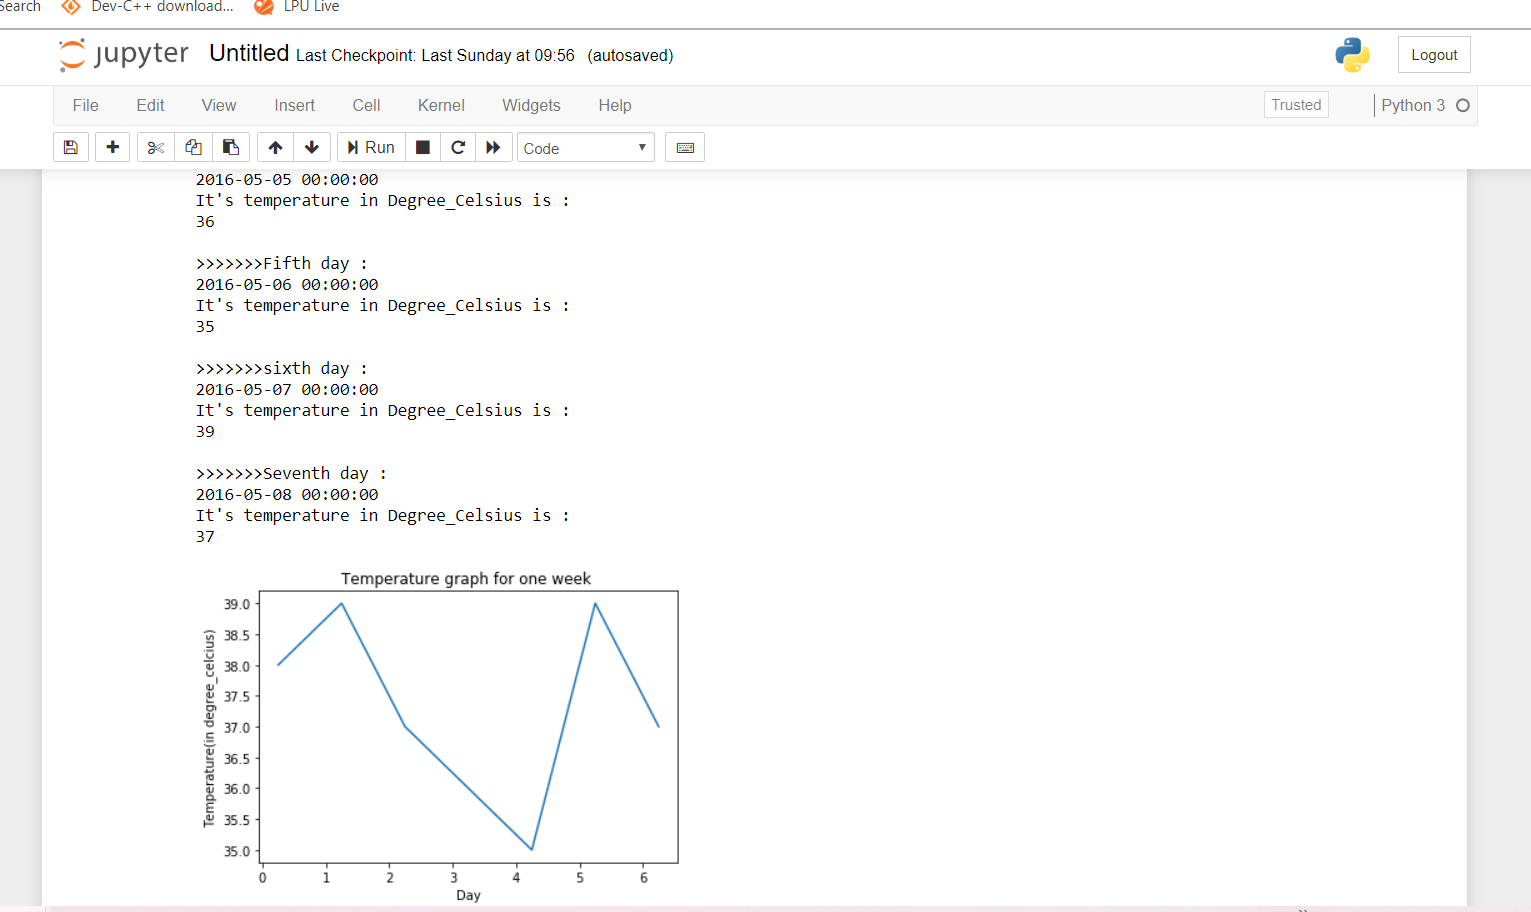 Search Dev-C++ download... LPU Live
jupyter Untitled Last Checkpoint: Last Sunday at 09:56 (autosaved) Logout
File Edit View Insert Cell Kernel Widgets Help Trusted Python 3
Run Code
2016-05-05 00:00:00
It's temperature in Degree_Celsius is :
36
>>>>>>>Fifth day :
2016-05-06 00:00:00
It's temperature in Degree_Celsius is :
35
>>>>>>>sixth day :
2016-05-07 00:00:00
It's temperature in Degree_Celsius is :
39
>>>>>>>Seventh day :
2016-05-08 00:00:00
It's temperature in Degree_Celsius is :
37
Temperature graph for one week
Temperature(in degree_celcius)
39.0
38.5
38.0
37.5
37.0
36.5
36.0
35.5
35.0
0 1 2 3 4 5 6
Day